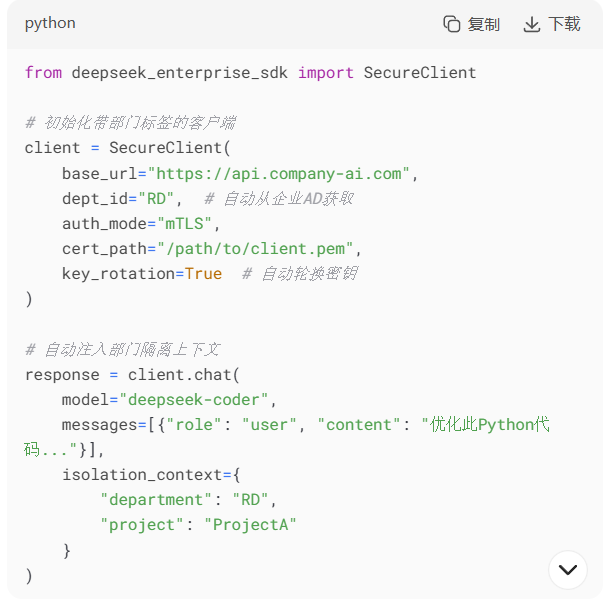 python
复制
下载
from deepseek_enterprise_sdk import SecureClient
# 初始化带部门标签的客户端
client = SecureClient(
    base_url="https://api.company-ai.com",
    dept_id="RD",  # 自动从企业AD获取
    auth_mode="mTLS",
    cert_path="/path/to/client.pem",
    key_rotation=True  # 自动轮换密钥
)
# 自动注入部门隔离上下文
response = client.chat(
    model="deepseek-coder",
    messages=[{"role": "user", "content": "优化此Python代
码..."}],
    isolation_context={
        "department": "RD",
        "project": "ProjectA"
    }
)